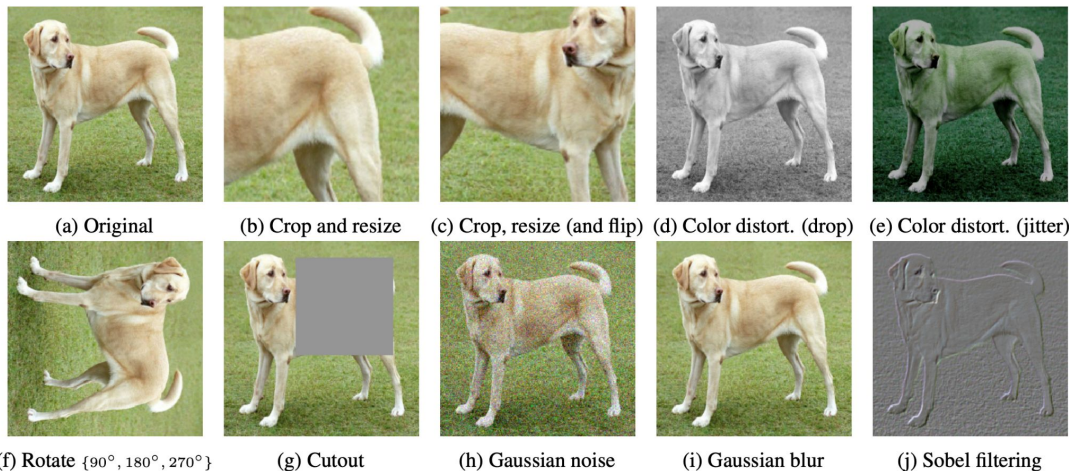 (a) Original
(b) Crop and resize
(c) Crop, resize (and flip)
(d) Color distort. (drop)
(e) Color distort. (jitter)
(f) Rotate {90°, 180°, 270°}
(g) Cutout
(h) Gaussian noise
(i) Gaussian blur
(j) Sobel filtering